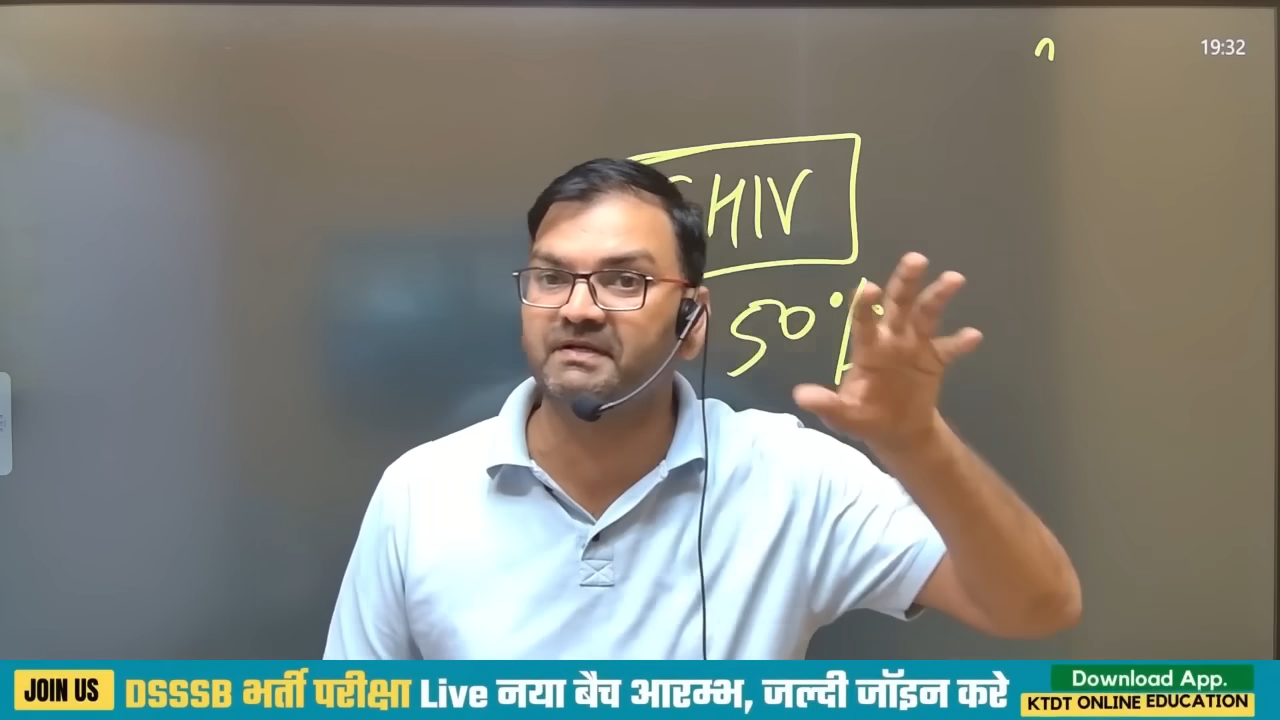 19:32
SHIV
50%
JOIN US DSSSB भर्ती परीक्षा Live नया बैच आरम्भ, जल्दी जॉइन करे
Download App.
KTDT ONLINE EDUCATION